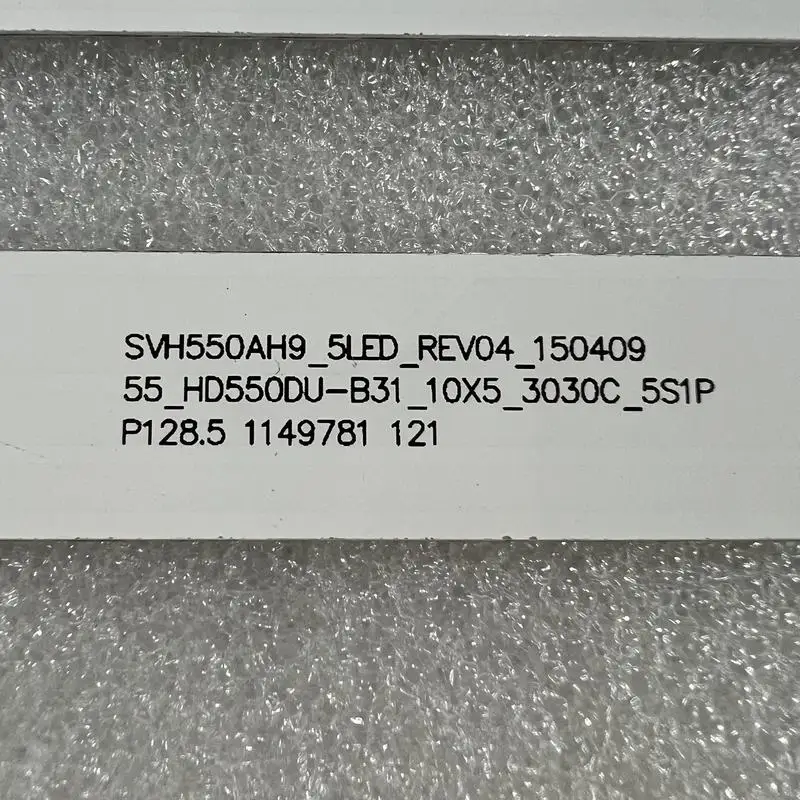 SVH550AH9_5LED_REV04_150409
55_HD550DU-B31_10X5_3030C_5S1P
P128.5 1149781 121